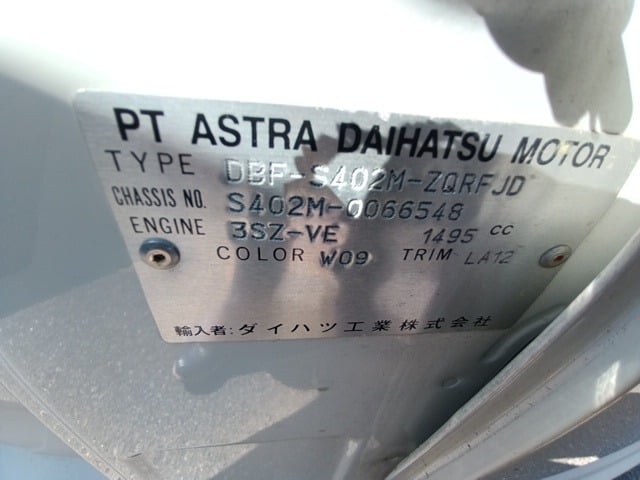 PT ASTRA DAIHATSU MOTOR
TYPE DBF-S402M-ZQRFJD
CHASSIS NO. S402M-0066548
ENGINE 3SZ-VE 1495 cc
COLOR W09 TRIM LA12
輸入者:ダイハツ工業株式会社